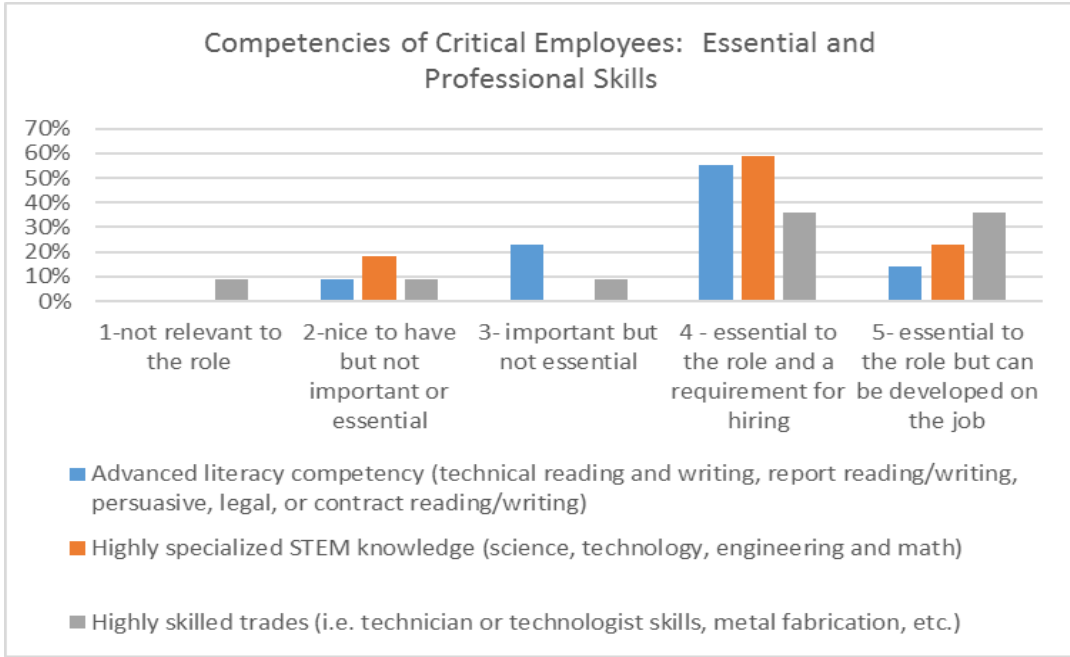 Competencies of Critical Employees:  Essential and
Professional Skills
70%
60%
50%
40%
30%
20%
10%
0%
1-not relevant to
the role
2-nice to have
but not
important or
essential
3- important but
not essential
4 - essential to
the role and a
requirement for
hiring
5- essential to
the role but can
be developed on
the job
Advanced literacy competency (technical reading and writing, report reading/writing,
persuasive, legal, or contract reading/writing)
Highly specialized STEM knowledge (science, technology, engineering and math)
Highly skilled trades (i.e. technician or technologist skills, metal fabrication, etc.)